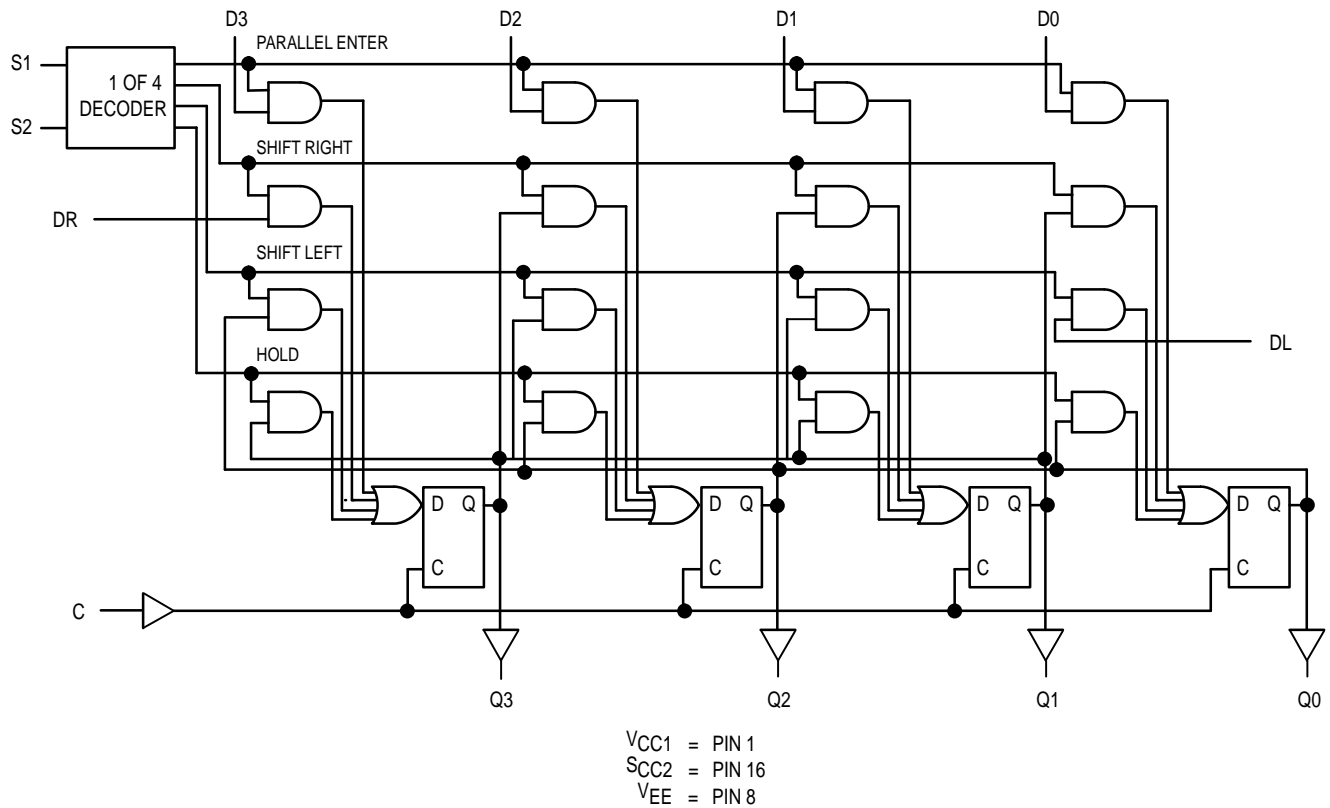 D3 D2 D1 D0
PARALLEL ENTER
S1
1 OF 4
DECODER
S2
SHIFT RIGHT
DR
SHIFT LEFT
DL
HOLD
D Q D Q D Q D Q
C C C C
C
Q3 Q2 Q1 Q0
VCC1 = PIN 1
SCC2 = PIN 16
VEE = PIN 8